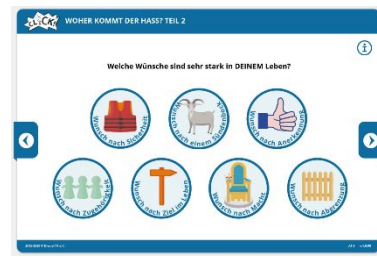 CLICK!
WOHER KOMMT DER HASS? TEIL 2
Welche Wünsche sind sehr stark in DEINEM Leben?
Wunsch nach Sicherheit
Wunsch nach einem Sündenbock
Wunsch nach Anerkennung
Wunsch nach Zugehörigkeit
Wunsch nach Ziel im Leben
Wunsch nach Macht
Wunsch nach Abgrenzung